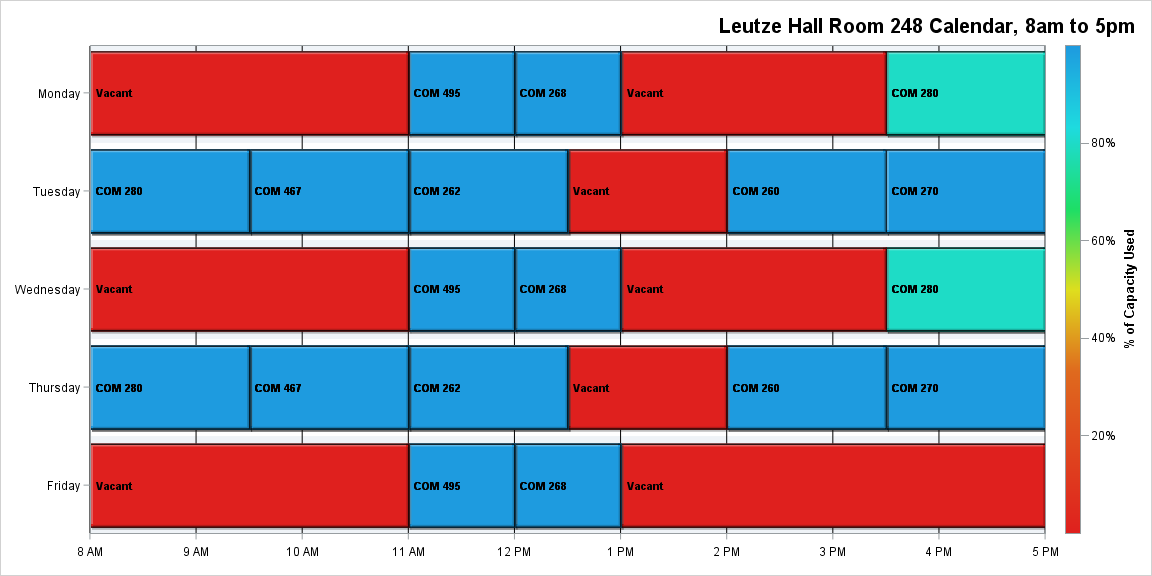 Leutze Hall Room 248 Calendar, 8am to 5pm
Monday
Vacant
COM 495
COM 268
Vacant
COM 280
Tuesday
COM 280
COM 467
COM 262
Vacant
COM 260
COM 270
Wednesday
Vacant
COM 495
COM 268
Vacant
COM 280
Thursday
COM 280
COM 467
COM 262
Vacant
COM 260
COM 270
Friday
Vacant
COM 495
COM 268
Vacant
8 AM
9 AM
10 AM
11 AM
12 PM
1 PM
2 PM
3 PM
4 PM
5 PM
80%
60%
40%
20%
% of Capacity Used